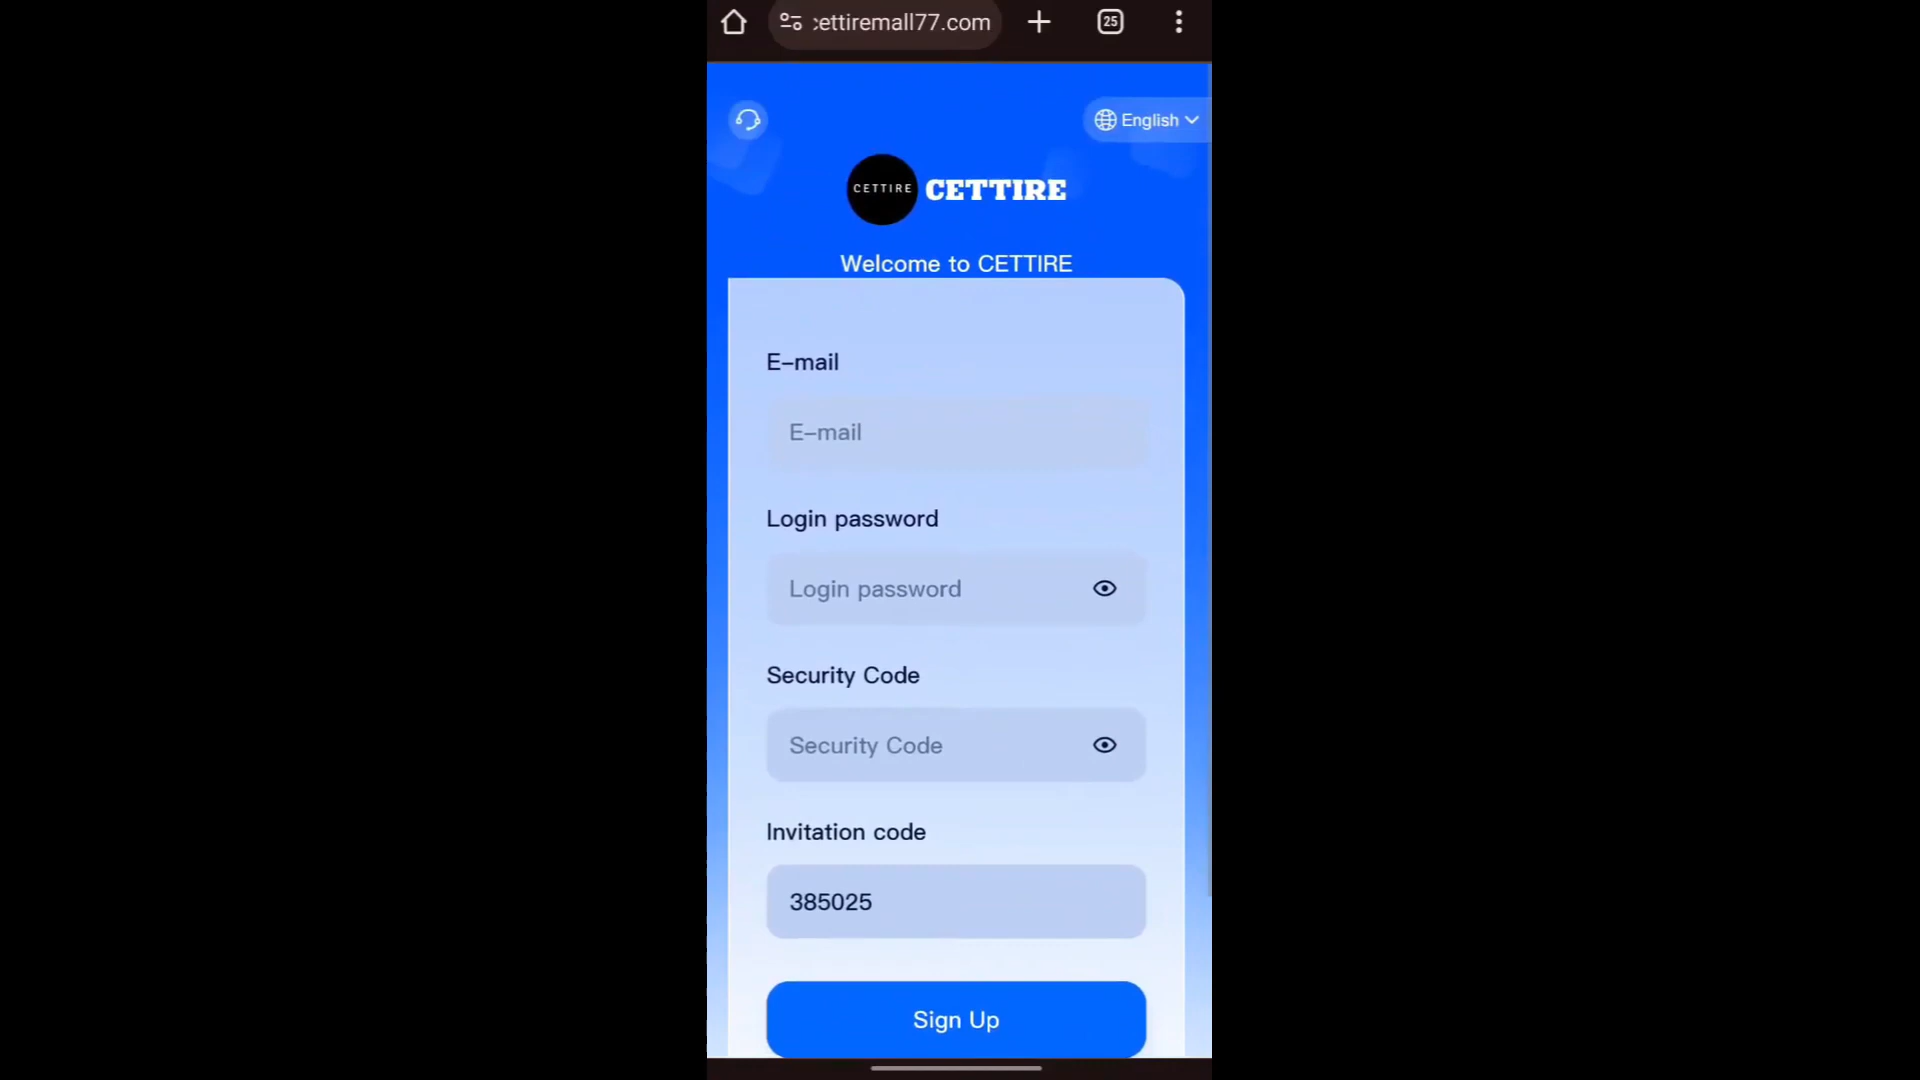 cettiremall77.com
25
English
CETTIRE CETTIRE
Welcome to CETTIRE
E-mail
E-mail
Login password
Login password
Security Code
Security Code
Invitation code
385025
Sign Up